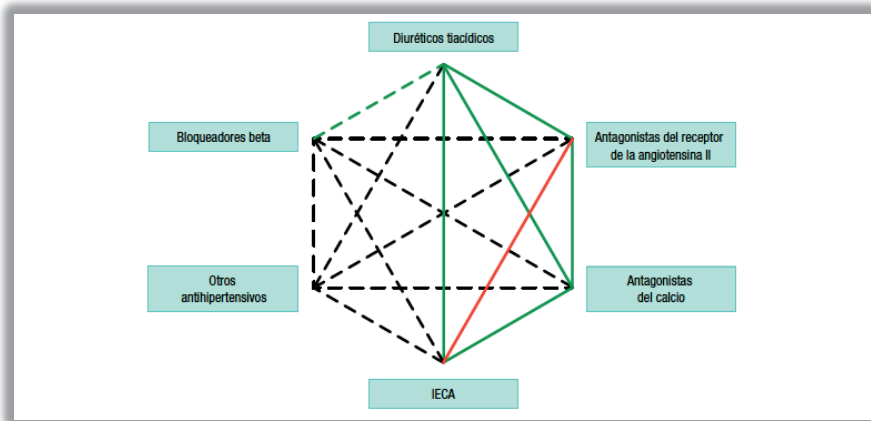 Diuréticos tiacídicos
Bloqueadores beta
Antagonistas del receptor
de la angiotensina II
Otros
antihipertensivos
Antagonistas
del calcio
IECA